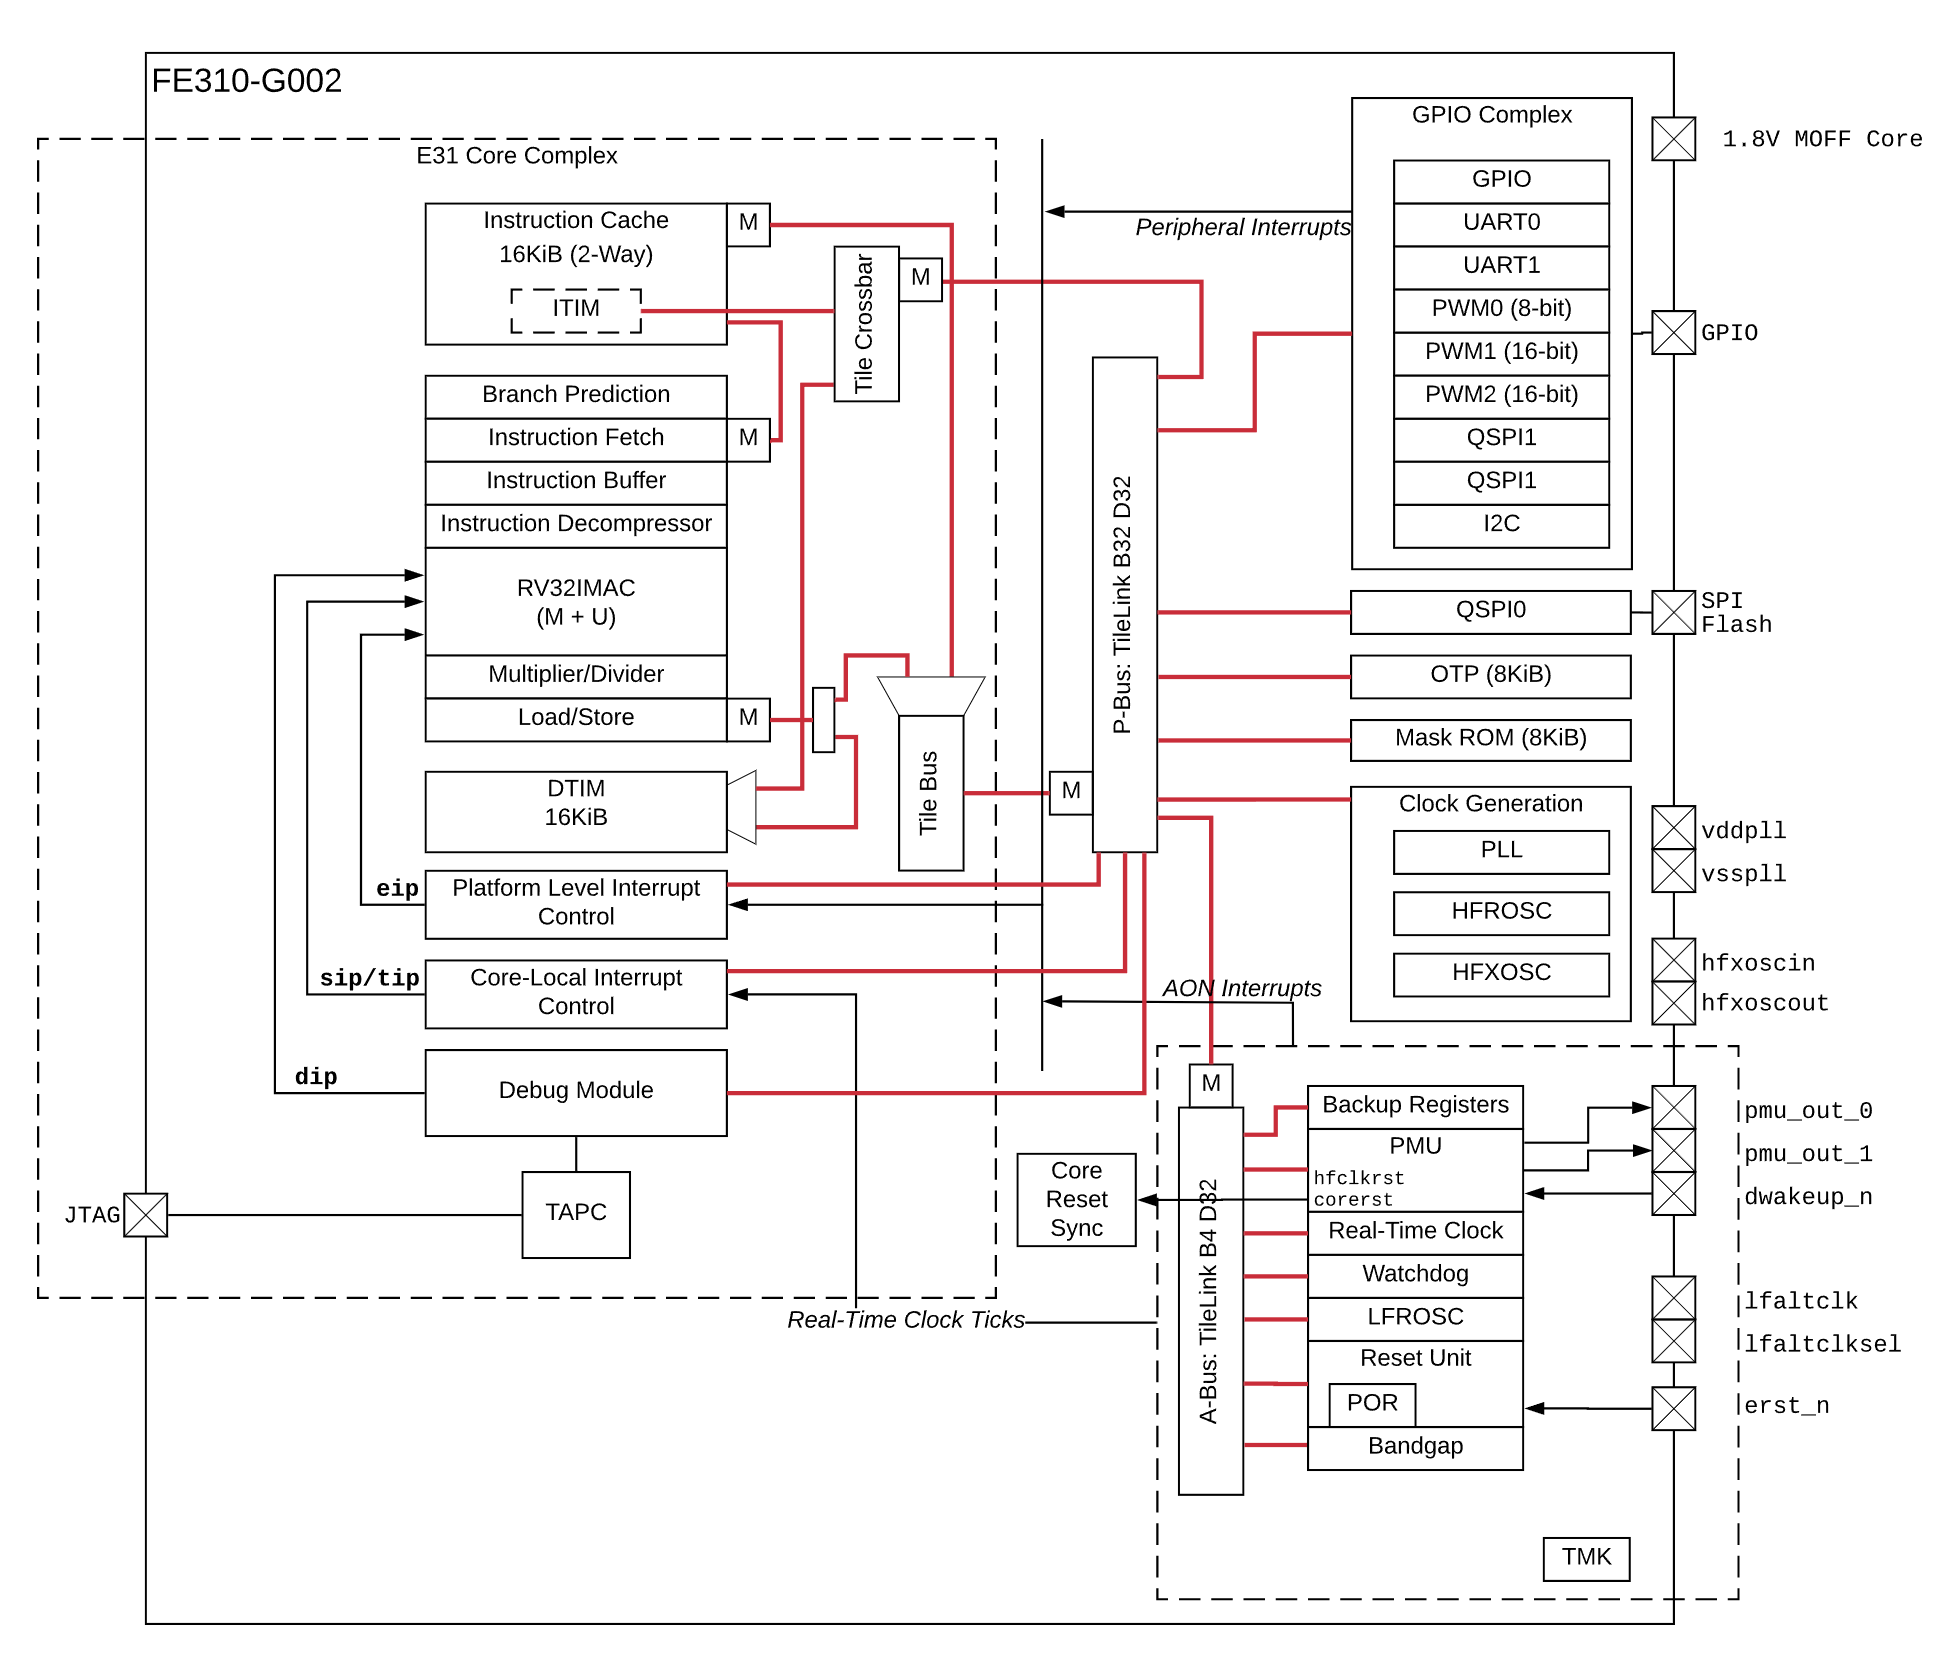 FE310-G002
E31 Core Complex
Instruction Cache
16KiB (2-Way)
M
ITIM
Tile Crossbar
M
Branch Prediction
Instruction Fetch
M
Instruction Buffer
Instruction Decompressor
RV32IMAC
(M + U)
Multiplier/Divider
Load/Store
M
DTIM
16KiB
Tile Bus
eip
Platform Level Interrupt
Control
sip/tip
Core-Local Interrupt
Control
dip
Debug Module
JTAG
TAPC
Real-Time Clock Ticks
Peripheral Interrupts
P-Bus: TileLink B32 D32
M
GPIO Complex
GPIO
UART0
UART1
PWM0 (8-bit)
PWM1 (16-bit)
PWM2 (16-bit)
QSPI1
QSPI1
I2C
QSPI0
OTP (8KiB)
Mask ROM (8KiB)
Clock Generation
PLL
HFROSC
HFXOSC
AON Interrupts
M
A-Bus: TileLink B4 D32
Core
Reset
Sync
Backup Registers
PMU
hfclkrst
corerst
Real-Time Clock
Watchdog
LFROSC
Reset Unit
POR
Bandgap
TMK
1.8V MOFF Core
GPIO
SPI
Flash
vddpll
vsspll
hfxoscin
hfxoscout
pmu_out_0
pmu_out_1
dwakeup_n
lfaltclk
lfaltclksel
erst_n